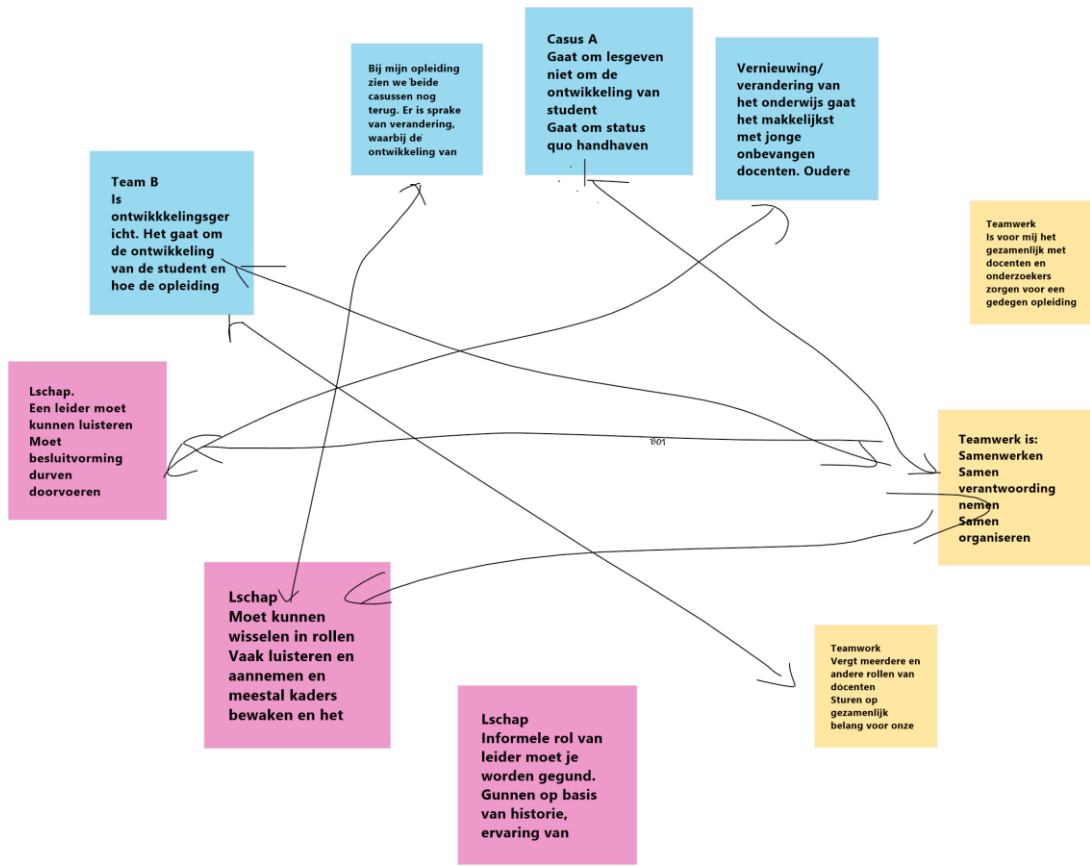 Bij mijn opleiding
zien we beide
casussen nog
terug. Er is sprake
van verandering,
waarbij de
ontwikkeling van
Casus A
Gaat om lesgeven
niet om de
ontwikkeling van
student
Gaat om status
quo handhaven
Vernieuwing/
verandering van
het onderwijs gaat
het makkelijkst
met jonge
onbevangen
docenten. Oudere
Team B
Is
ontwikkkelingsger
icht. Het gaat om
de ontwikkeling
van de student en
hoe de opleiding
Teamwerk
Is voor mij het
gezamenlijk met
docenten en
onderzoekers
zorgen voor een
gedegen opleiding
Lschap.
Een leider moet
kunnen luisteren
Moet
besluitvorming
durven
doorvoeren
Teamwerk is:
Samenwerken
Samen
verantwoording
nemen
Samen
organiseren
Lschap
Moet kunnen
wisselen in rollen
Vaak luisteren en
aannemen en
meestal kaders
bewaken en het
Teamwork
Vergt meerdere en
andere rollen van
docenten
Sturen op
gezamenlijk
belang voor onze
Lschap
Informele rol van
leider moet je
worden gegund.
Gunnen op basis
van historie,
ervaring van